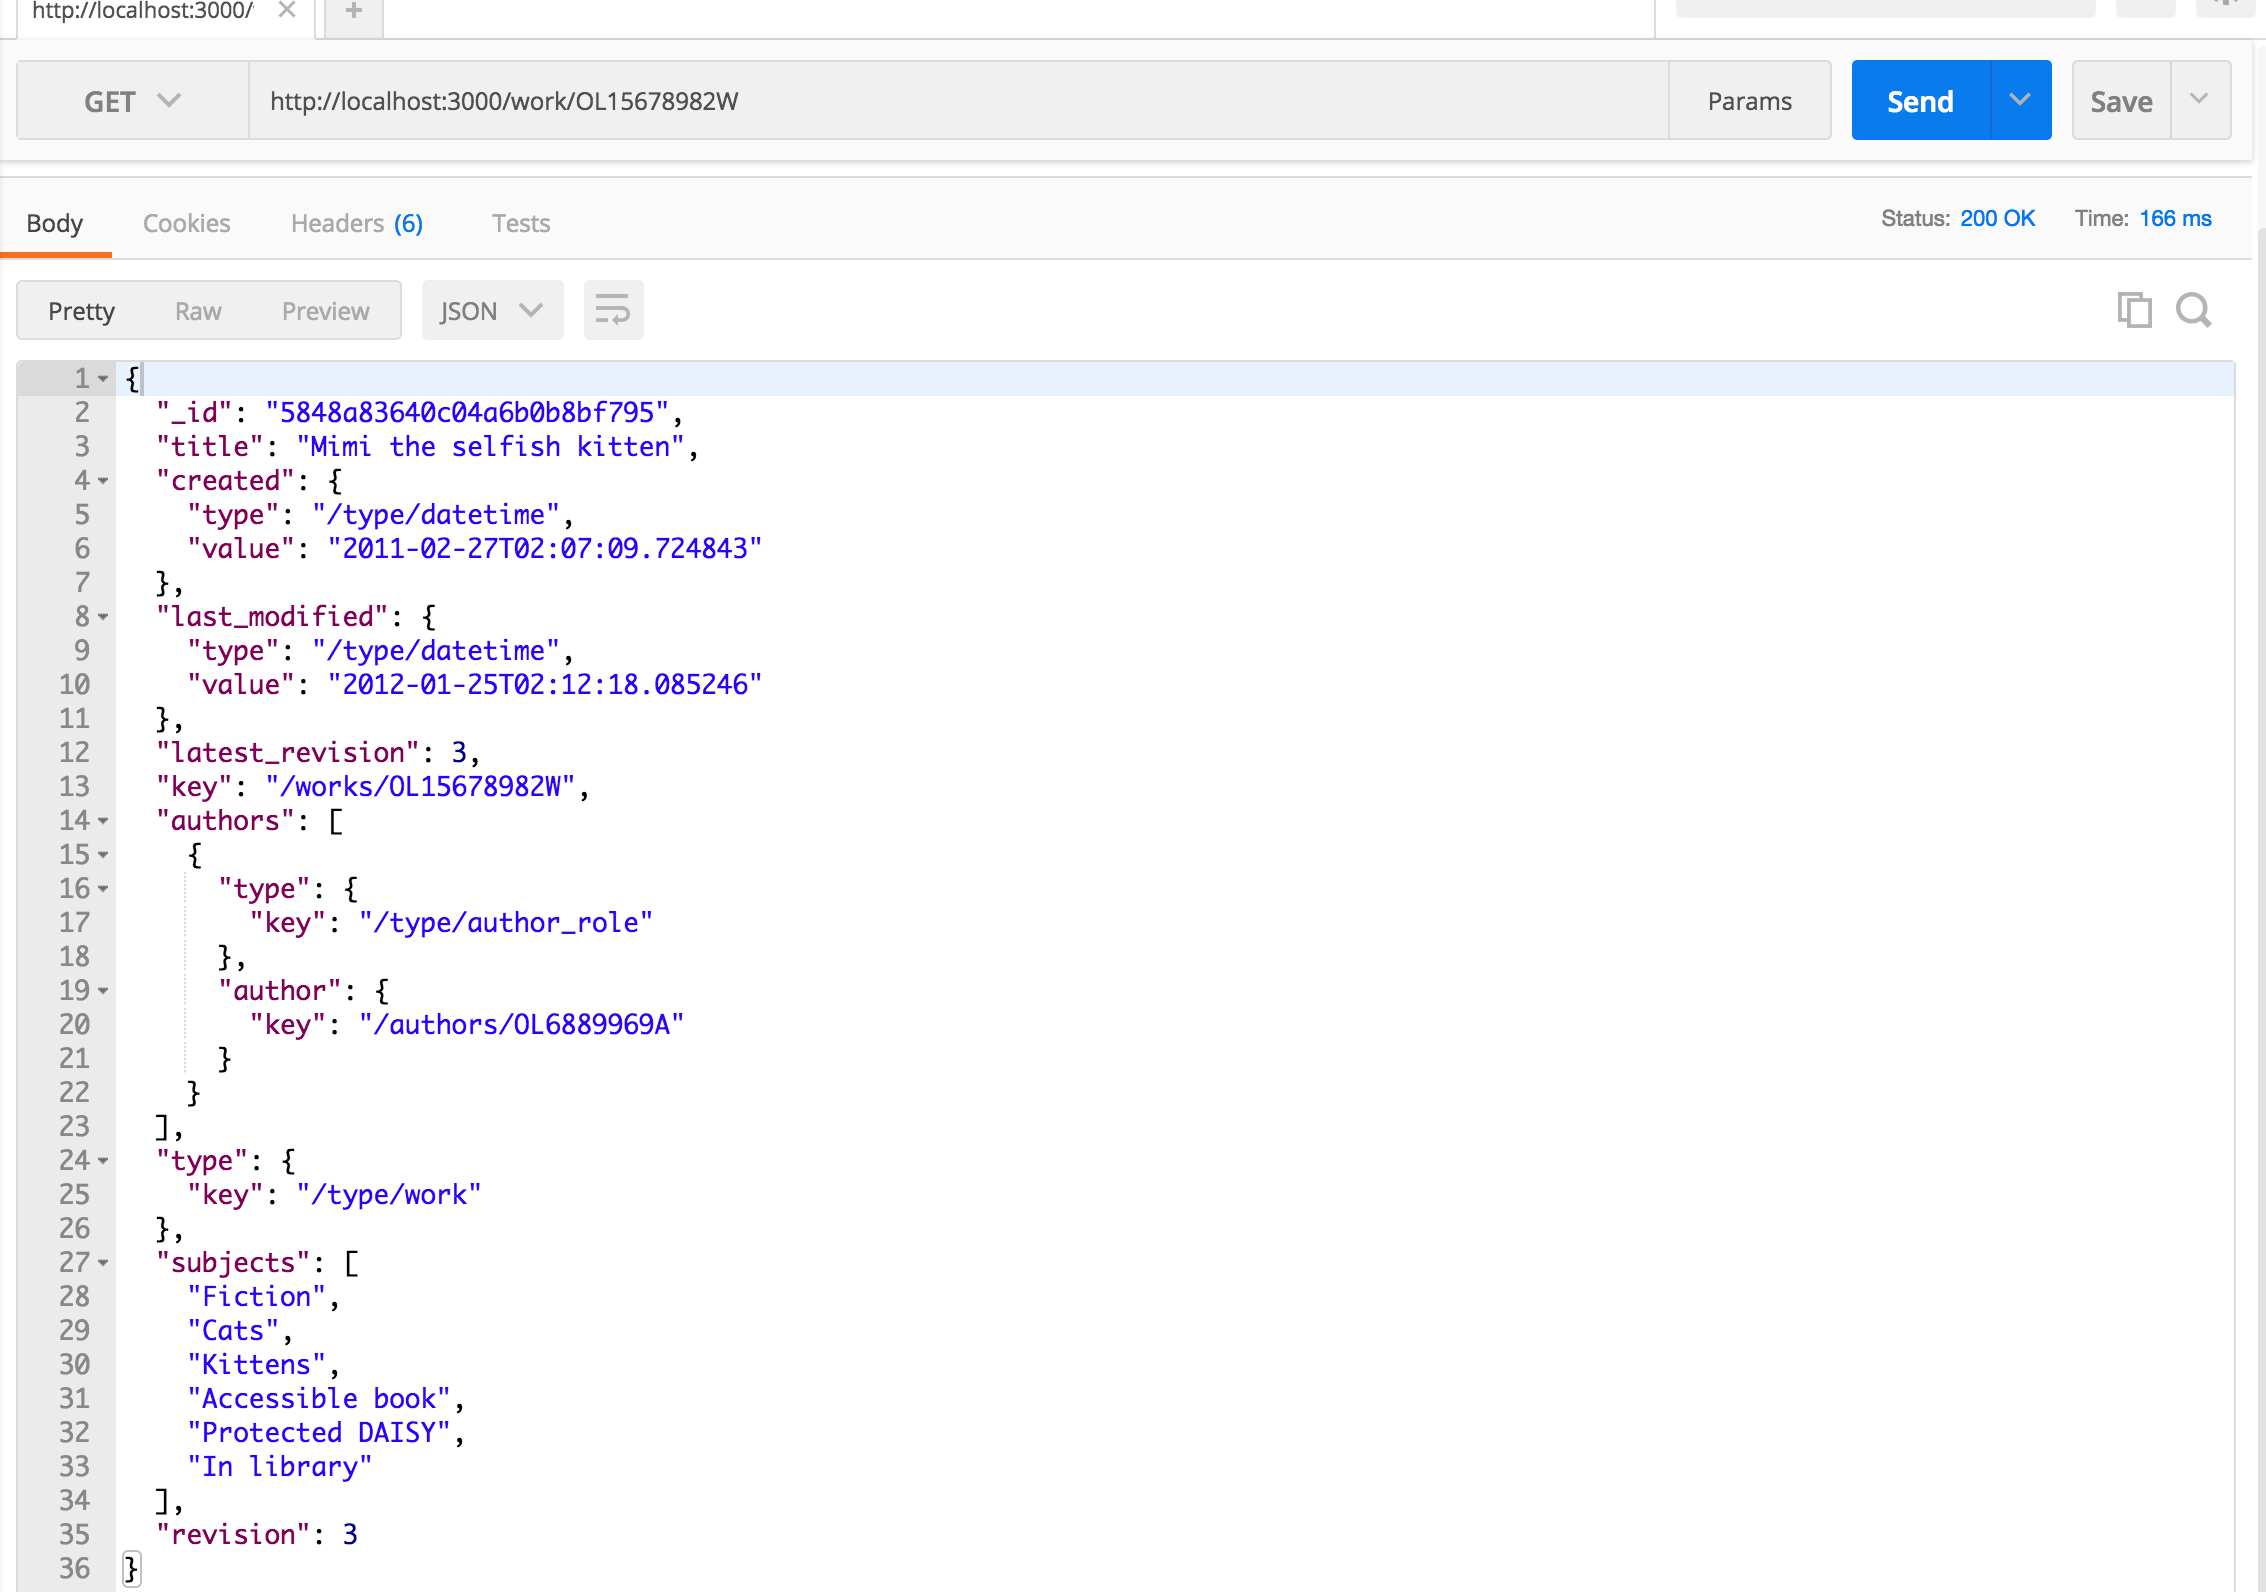 http://localhost:3000/
GET http://localhost:3000/work/OL15678982W Params Send Save
Body Cookies Headers (6) Tests Status: 200 OK Time: 166 ms
Pretty Raw Preview JSON
1 {
2 "_id": "5848a83640c04a6b0b8bf795",
3 "title": "Mimi the selfish kitten",
4 "created": {
5 "type": "/type/datetime",
6 "value": "2011-02-27T02:07:09.724843"
7 },
8 "last_modified": {
9 "type": "/type/datetime",
10 "value": "2012-01-25T02:12:18.085246"
11 },
12 "latest_revision": 3,
13 "key": "/works/OL15678982W",
14 "authors": [
15 {
16 "type": {
17 "key": "/type/author_role"
18 },
19 "author": {
20 "key": "/authors/OL6889969A"
21 }
22 }
23 ],
24 "type": {
25 "key": "/type/work"
26 },
27 "subjects": [
28 "Fiction",
29 "Cats",
30 "Kittens",
31 "Accessible book",
32 "Protected DAISY",
33 "In library"
34 ],
35 "revision": 3
36 }